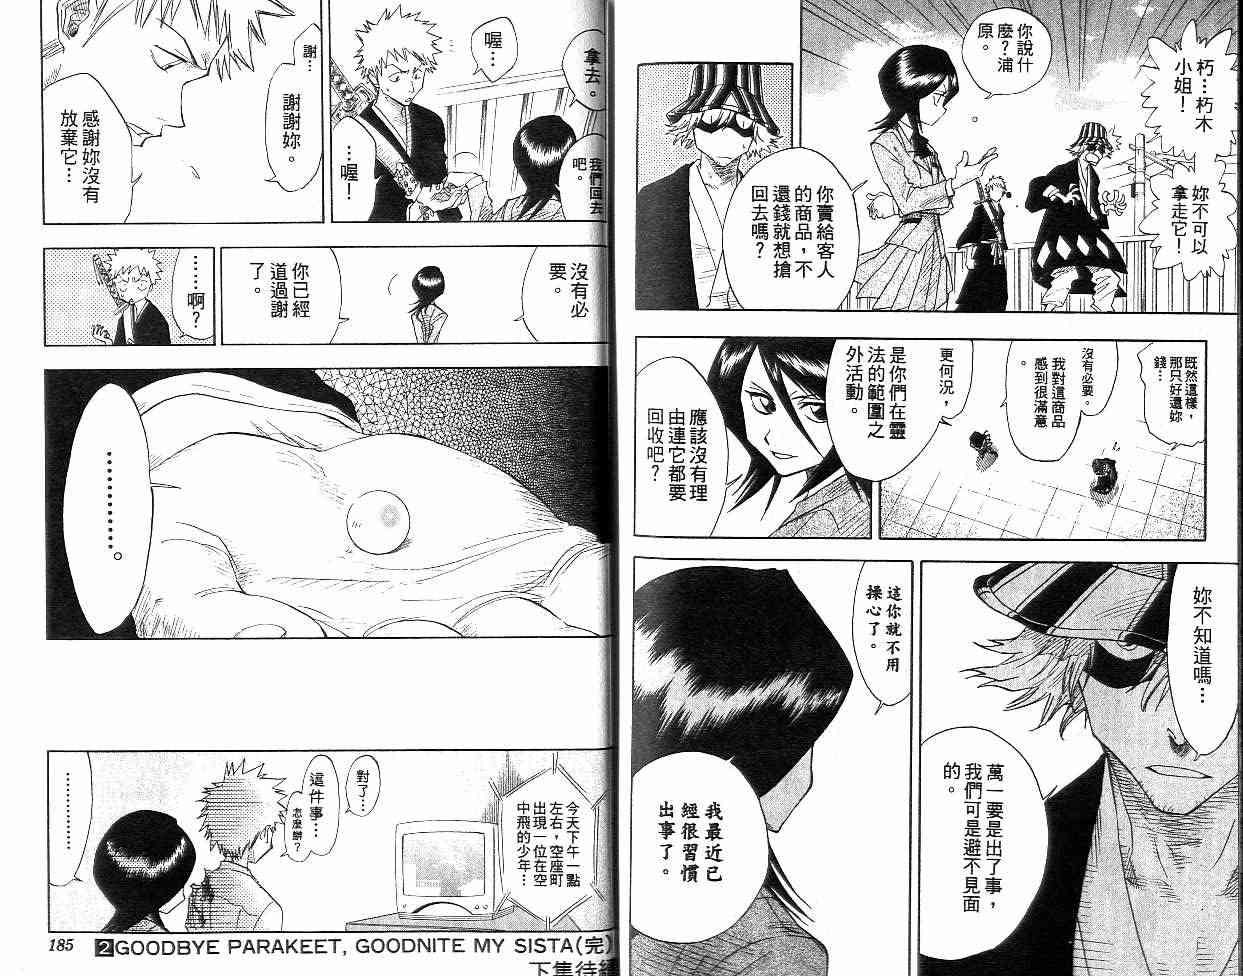 朽…朽木
小姐！
妳不可以
拿走它！
你說什
麼？浦
原。
你賣給客人
的商品，不
還錢就想搶
回去嗎？
既然這樣，
那只好還妳
錢…
沒有必要。
我對這商品
感到很滿意
。
更何況，
是你們在靈
法的範圍之
外活動。
應該沒有理
由連它都要
回收吧？
妳不知道嗎…
萬一要是出了事，
我們可是避不見面
的。
這你就不用
操心了。
我最近已
經很習慣
出事了。
拿去。
我們回去
吧。
喔…
…喔！
謝…
謝謝妳。
感謝妳沒有
放棄它…
沒有必
要。
你已經
道過謝
了。
……啊？
…………。
今天下午一點
左右，空座町
出現一位在空
中飛的少年…
對了…
這件事…
怎麼辦？
…………
185
2 GOODBYE PARAKEET, GOODNITE MY SISTA(完)
下集待續